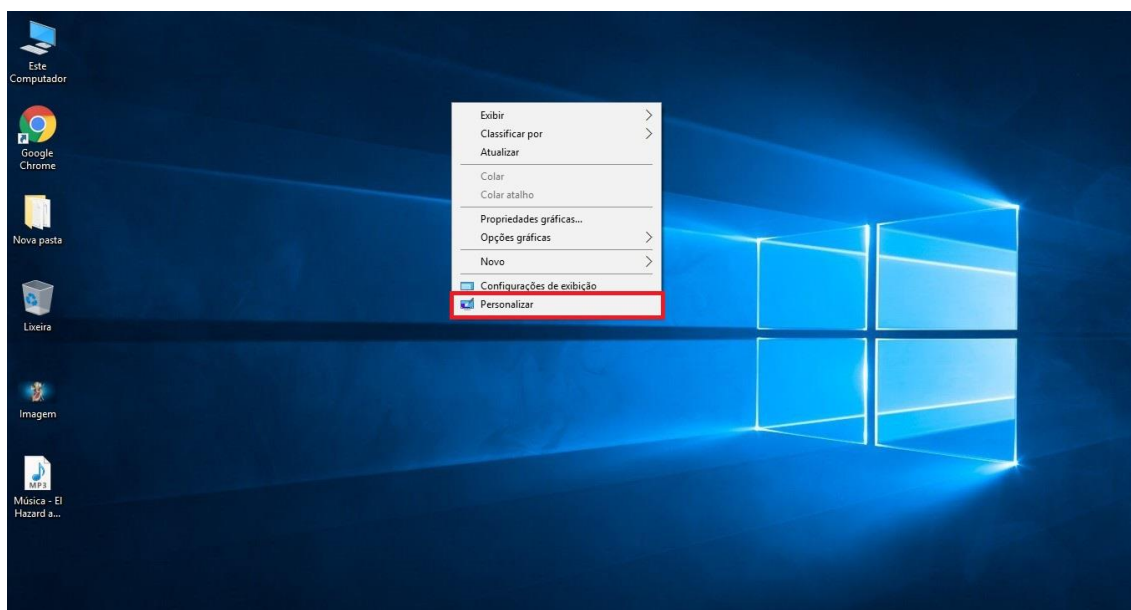 Este
Computador
Google
Chrome
Nova pasta
Lixeira
Imagem
MP3
Música - El
Hazard a...
Exibir
Classificar por
Atualizar
Colar
Colar atalho
Propriedades gráficas...
Opções gráficas
Novo
Configurações de exibição
Personalizar